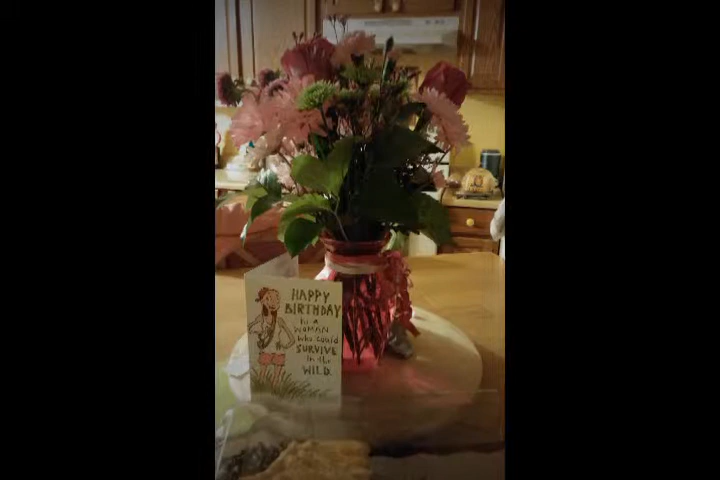 HAPPY
BIRTHDAY
to a
WOMAN
who could
SURVIVE
in the
WILD.